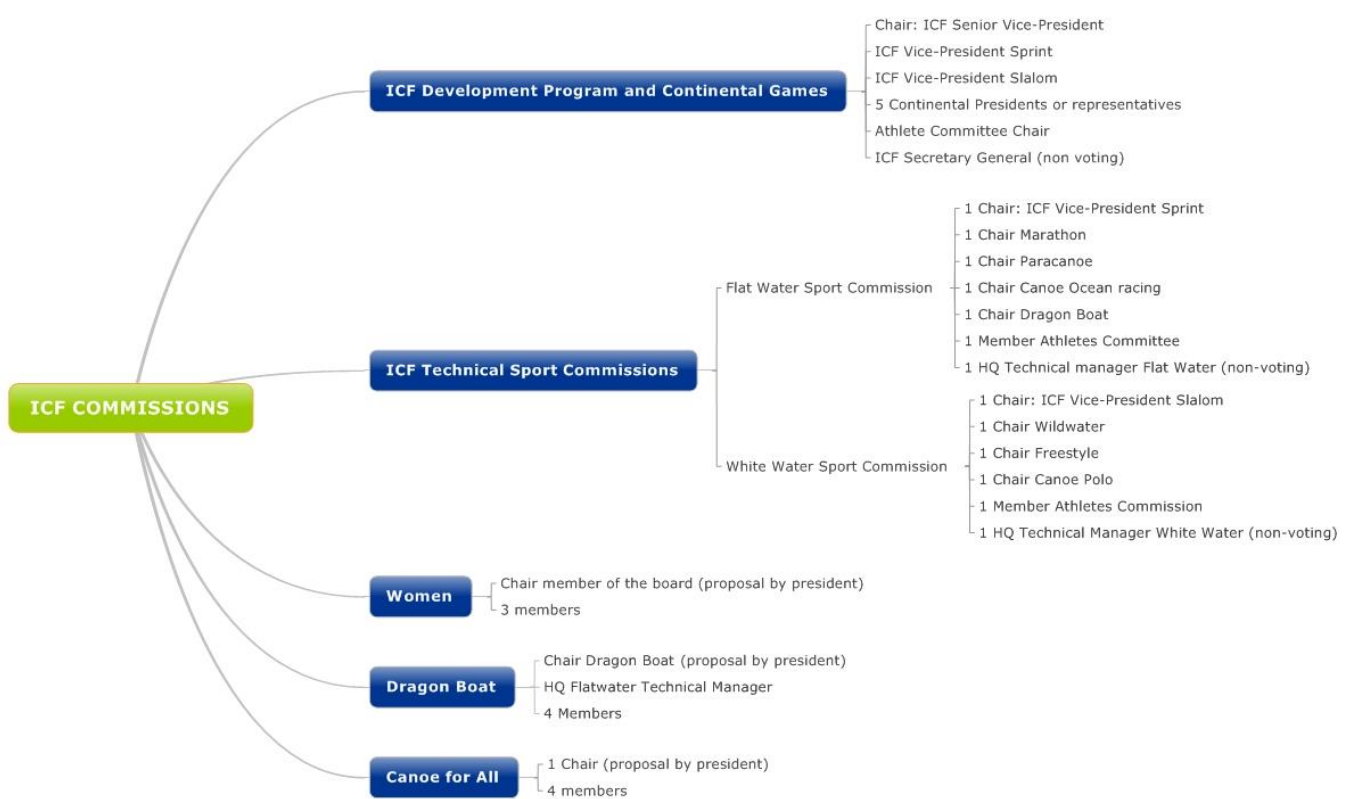 ICF COMMISSIONS
ICF Development Program and Continental Games
Chair: ICF Senior Vice-President
ICF Vice-President Sprint
ICF Vice-President Slalom
5 Continental Presidents or representatives
Athlete Committee Chair
ICF Secretary General (non voting)
ICF Technical Sport Commissions
Flat Water Sport Commission
1 Chair: ICF Vice-President Sprint
1 Chair Marathon
1 Chair Paracanoe
1 Chair Canoe Ocean racing
1 Chair Dragon Boat
1 Member Athletes Committee
1 HQ Technical manager Flat Water (non-voting)
White Water Sport Commission
1 Chair: ICF Vice-President Slalom
1 Chair Wildwater
1 Chair Freestyle
1 Chair Canoe Polo
1 Member Athletes Commission
1 HQ Technical Manager White Water (non-voting)
Women
Chair member of the board (proposal by president)
3 members
Dragon Boat
Chair Dragon Boat (proposal by president)
HQ Flatwater Technical Manager
4 Members
Canoe for All
1 Chair (proposal by president)
4 members